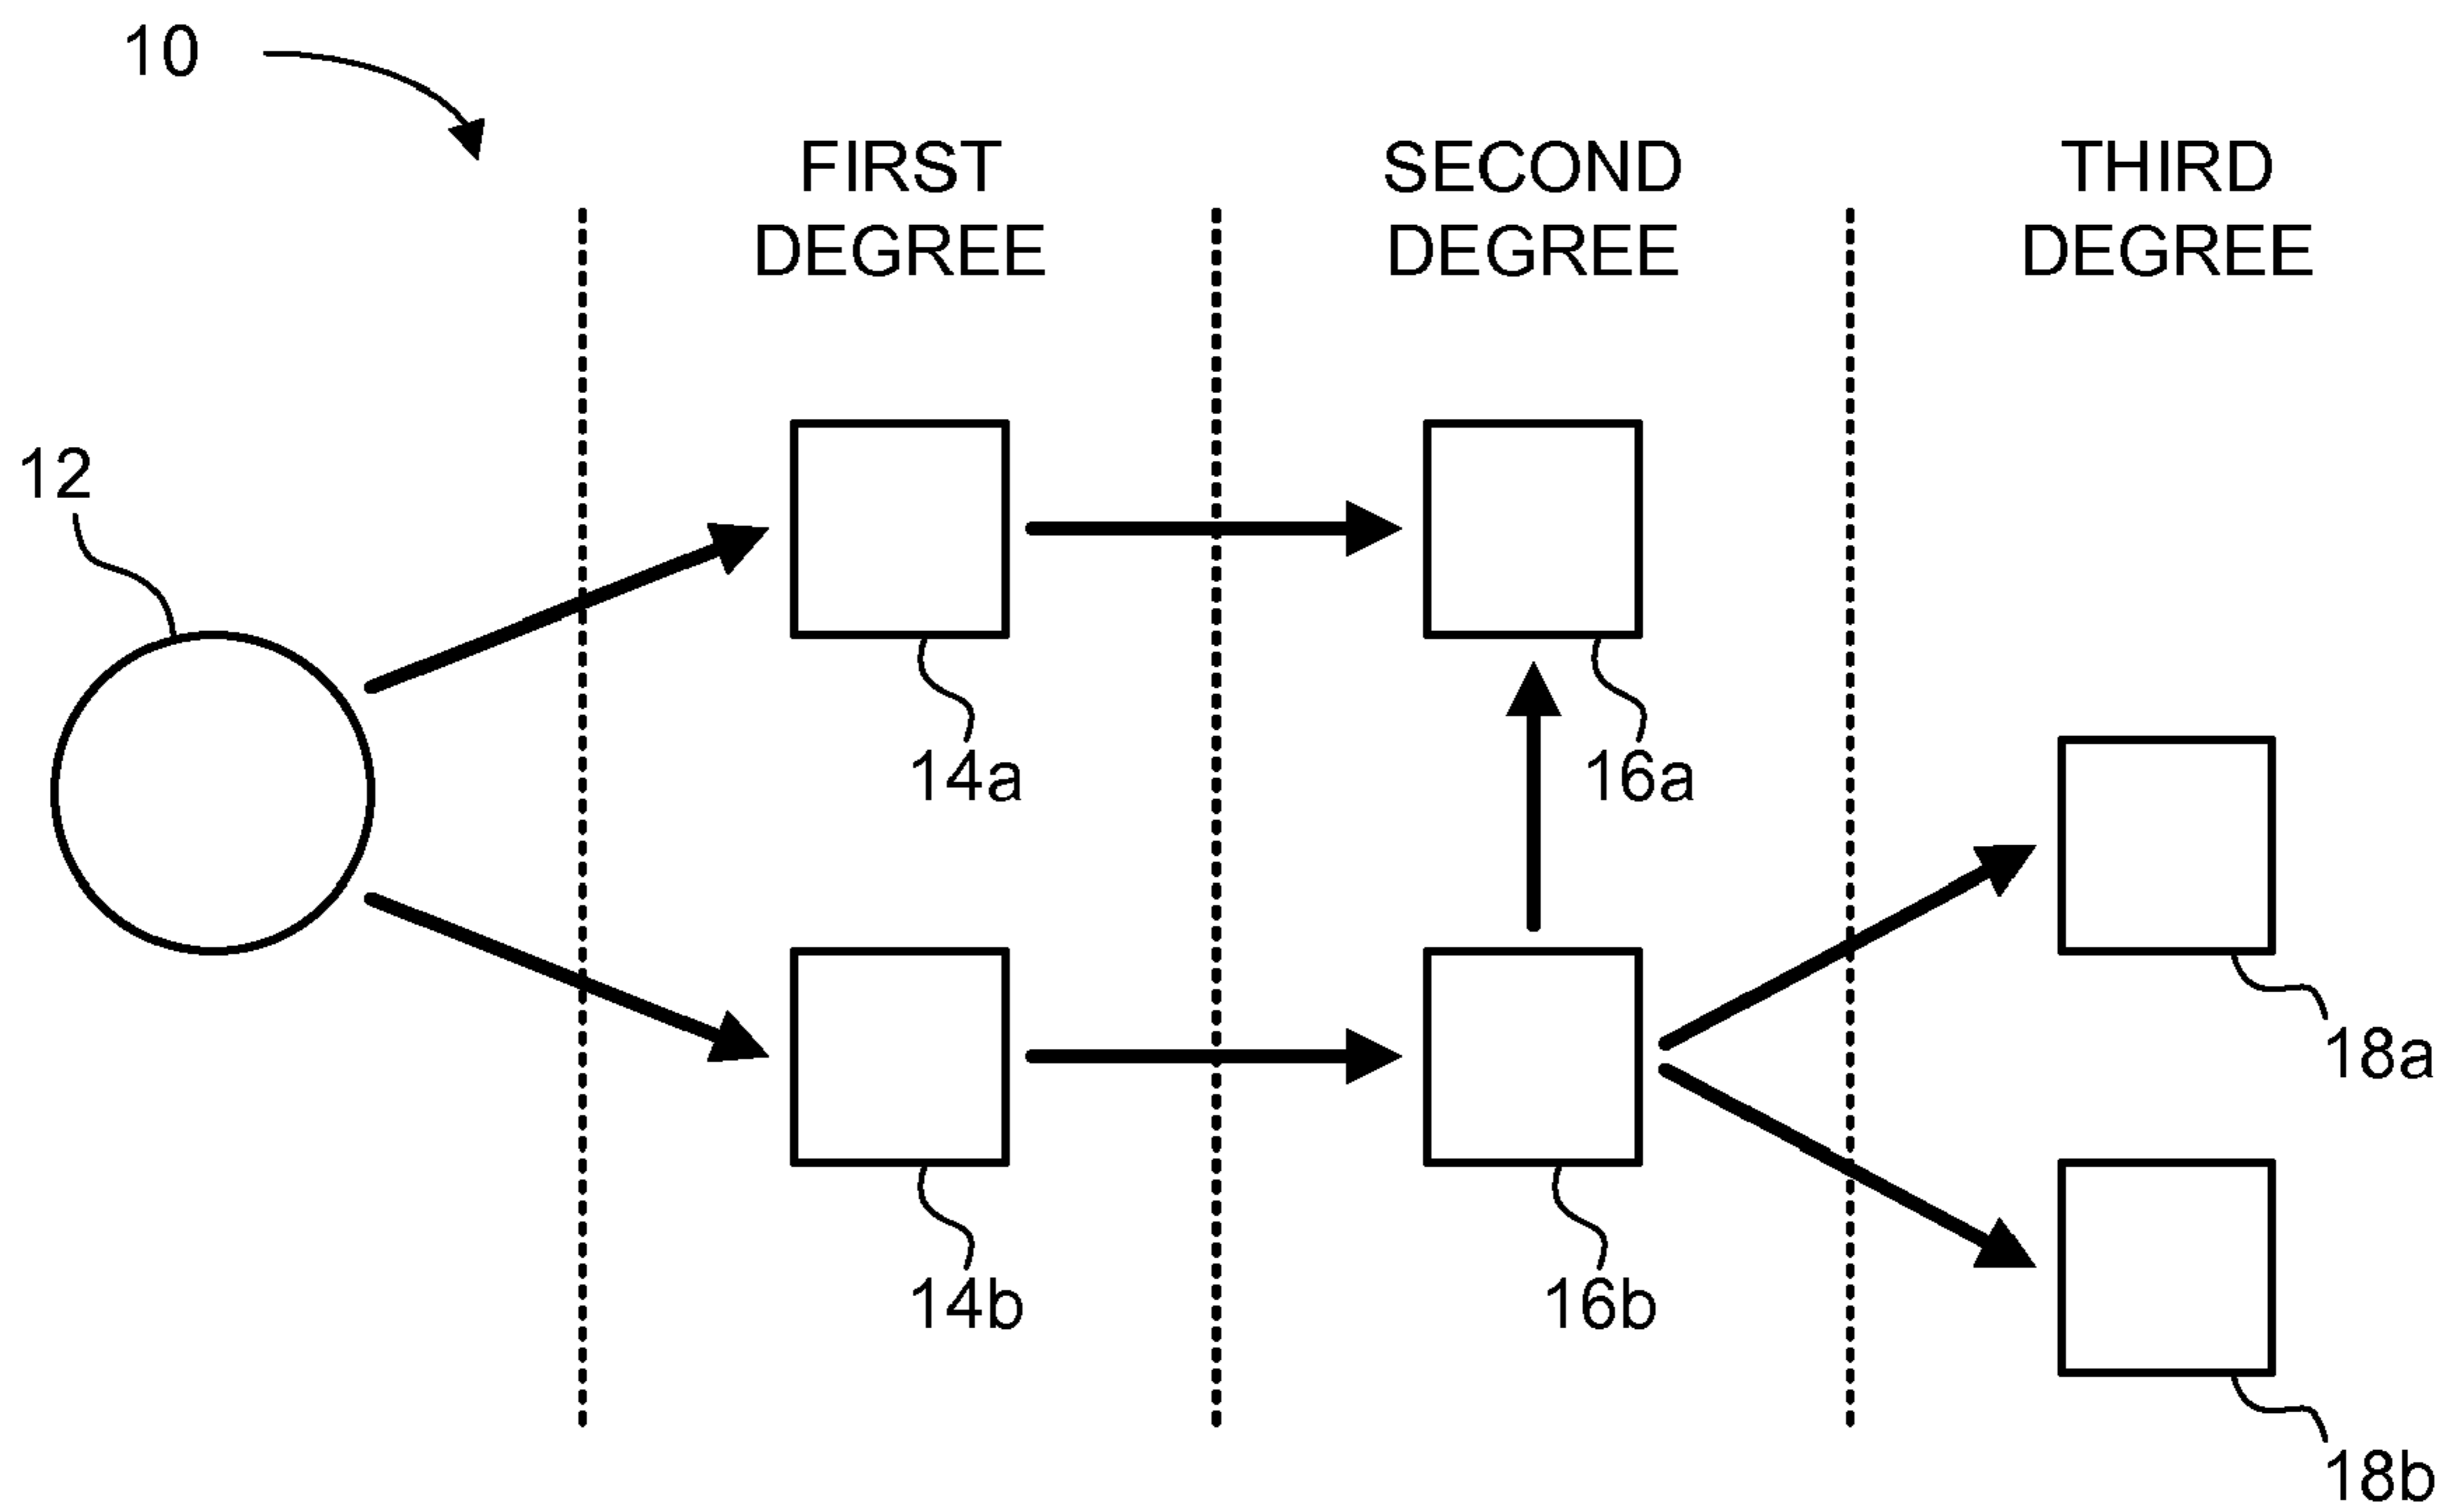 10
FIRST
DEGREE
SECOND
DEGREE
THIRD
DEGREE
12
14a
16a
18a
14b
16b
18b